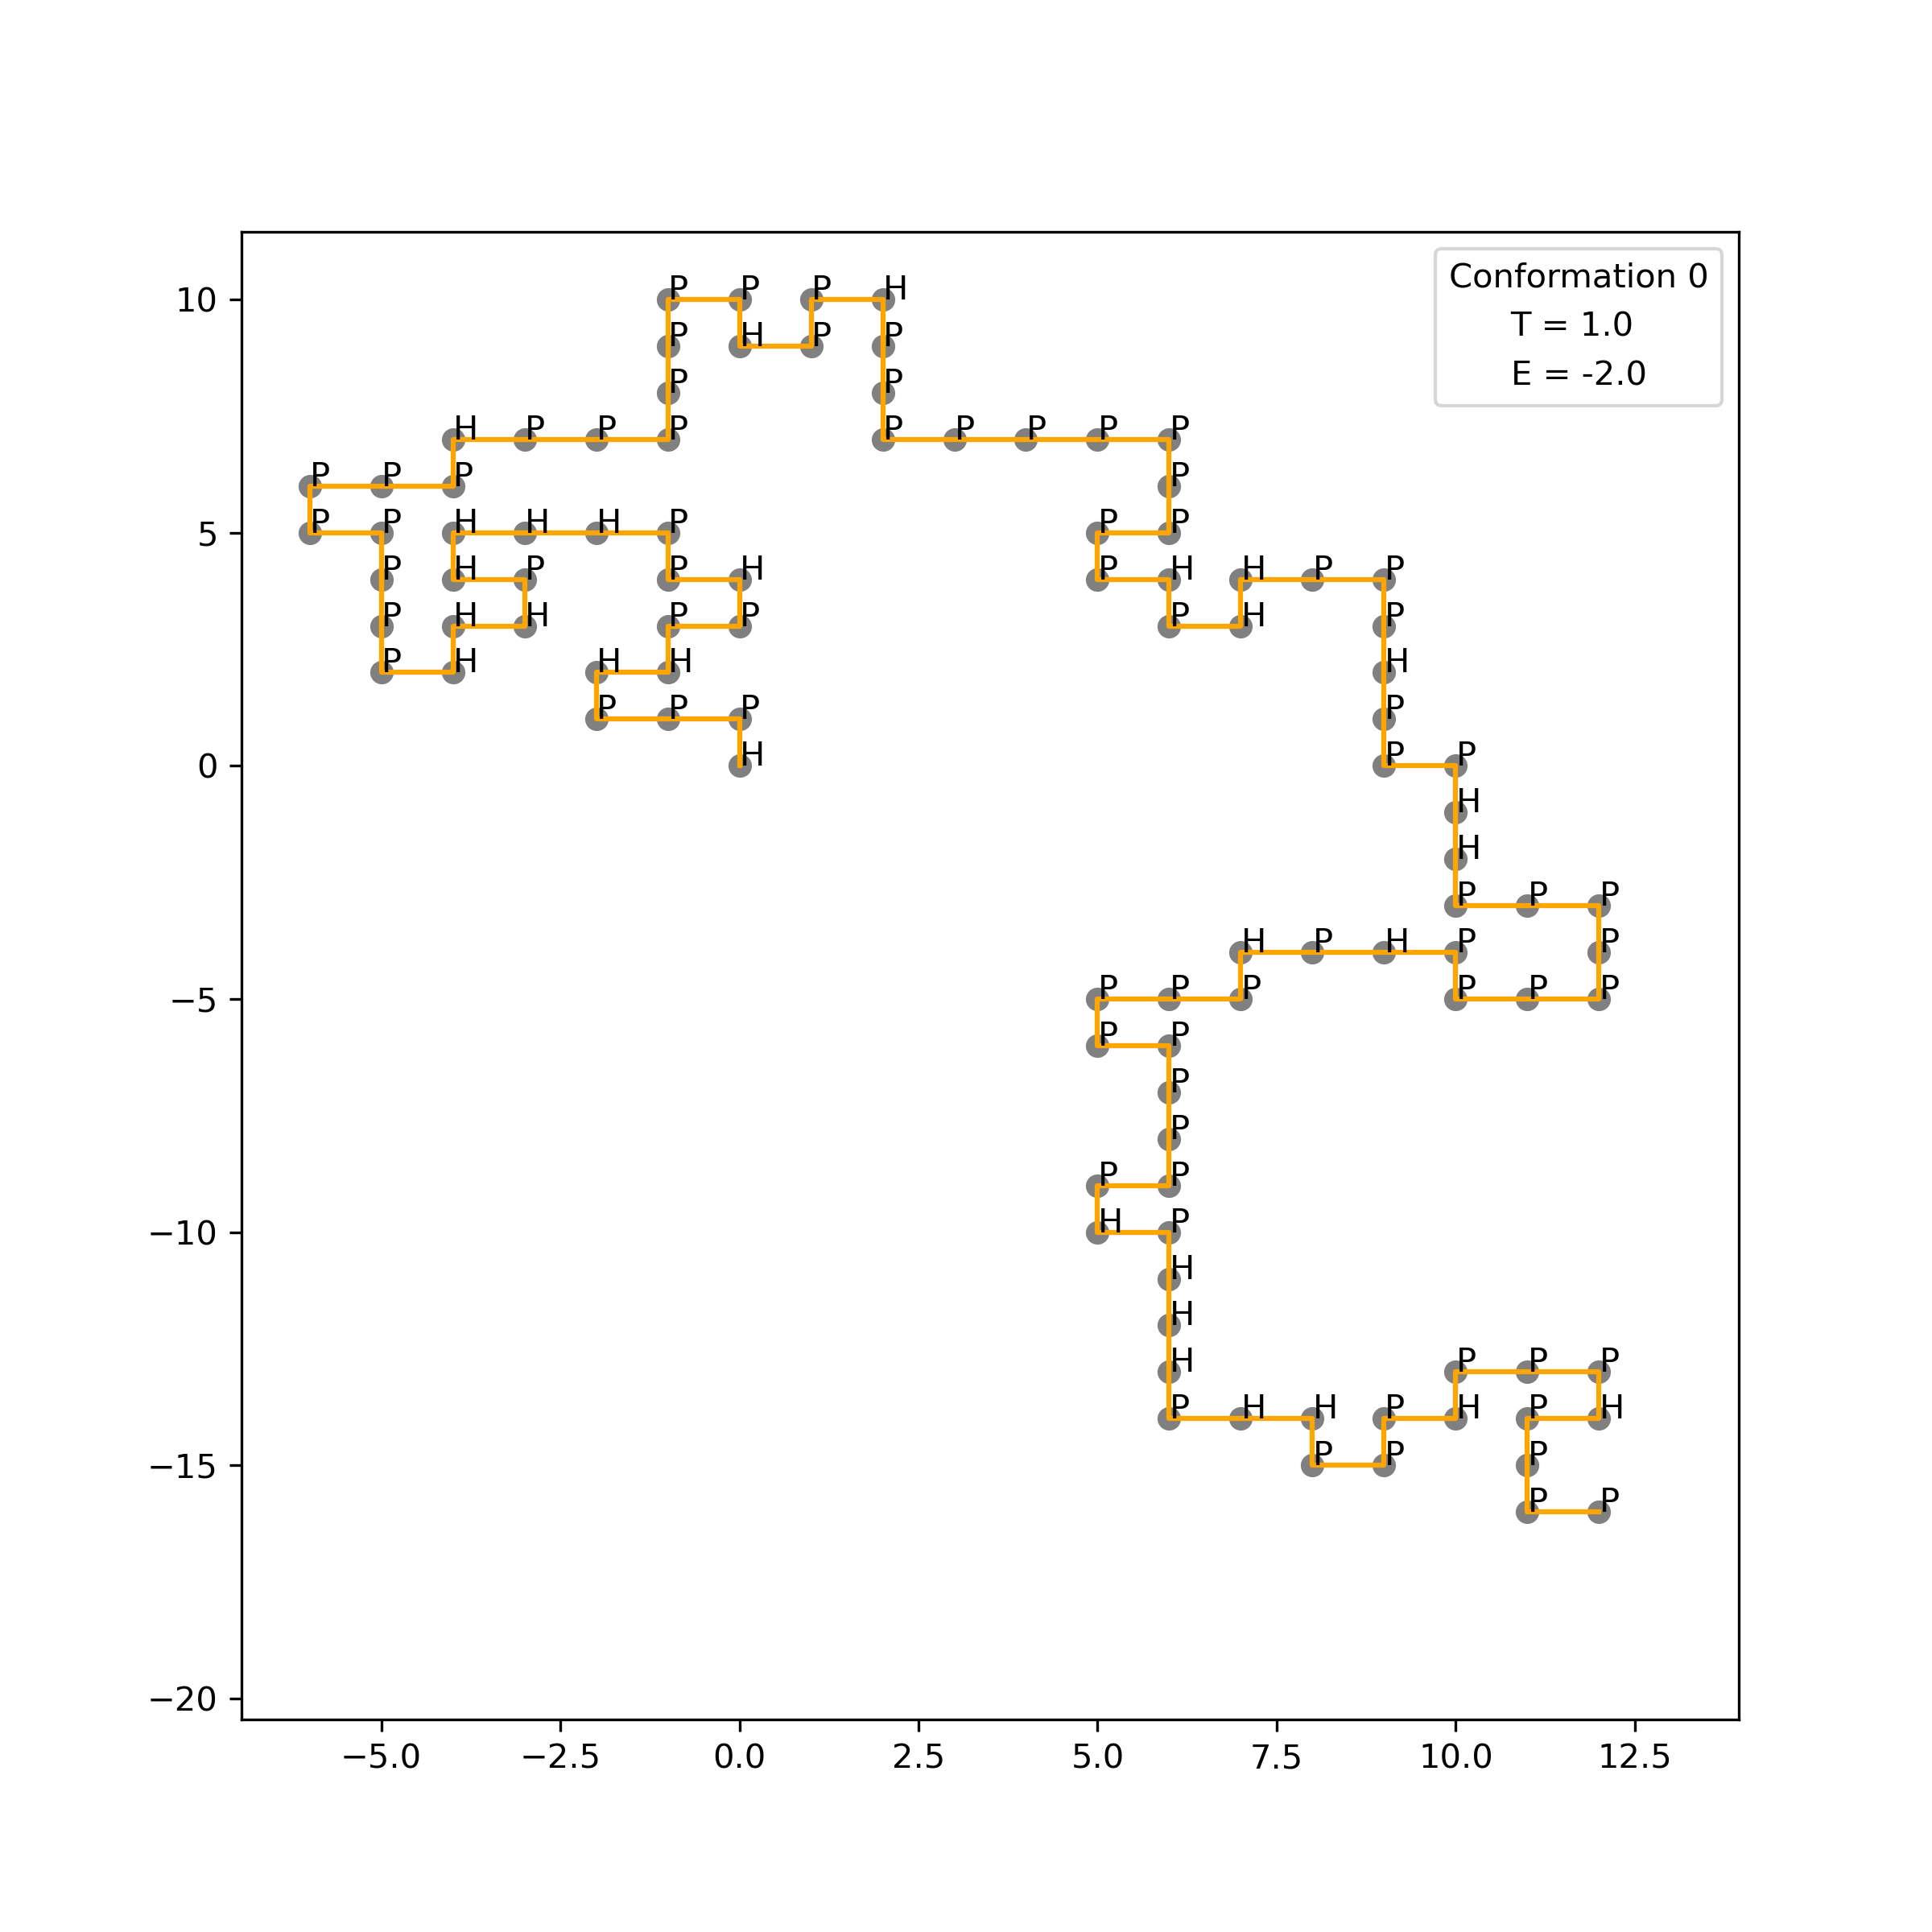 Conformation 0
T = 1.0
E = -2.0
P P P H
P H P P
P P
H P P P P P P P P
P P P P
P P H H H P P P
P H P P H P H H P P
P H H P P P H P
P H H H H
P P P P
H P P
H
H
P P P
H P H P P
P P P P P P
P P
P
P
P P
H P
H
H
H P P P
P H H P H P H
P P P
P P
10
5
0
−5
−10
−15
−20
−5.0 −2.5 0.0 2.5 5.0 7.5 10.0 12.5